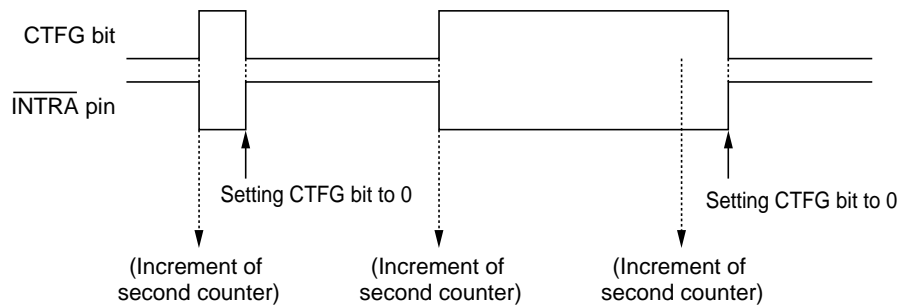 CTFG bit
INTRA pin
Setting CTFG bit to 0
Setting CTFG bit to 0
(Increment of
second counter)
(Increment of
second counter)
(Increment of
second counter)